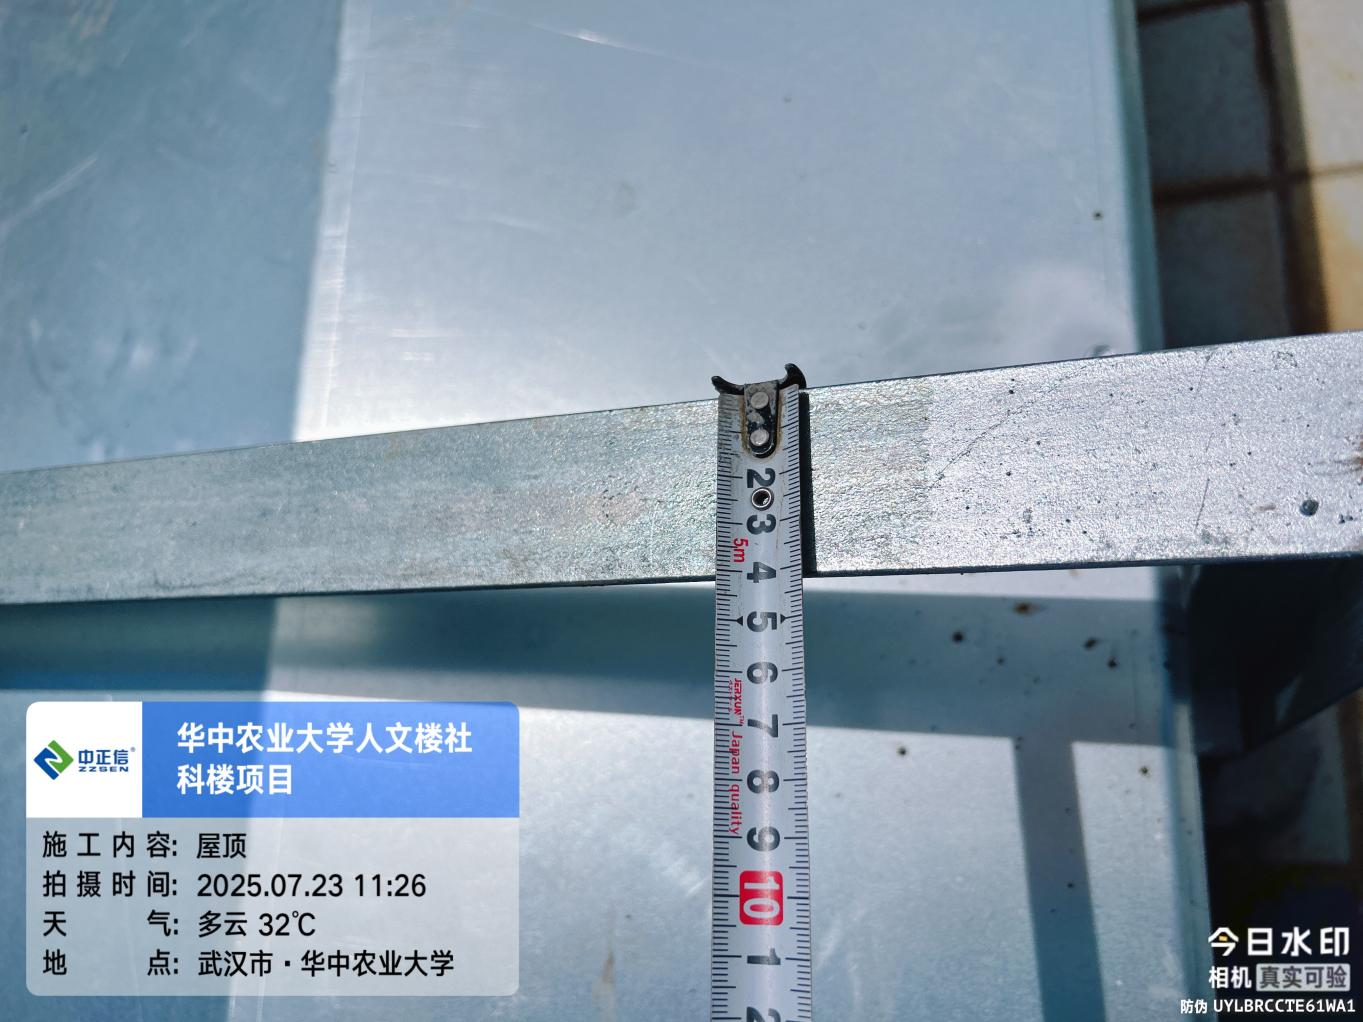 2
3
5m
4
5
6
JERXUN™
7
Japan quality
8
9
10
1
2
中正信®
ZZSEN
华中农业大学人文楼社
科楼项目
施工内容: 屋顶
拍摄时间: 2025.07.23 11:26
天气: 多云 32℃
地点: 武汉市·华中农业大学
今日水印
相机 真实可验
防伪 UYLBRCCTE61WA1